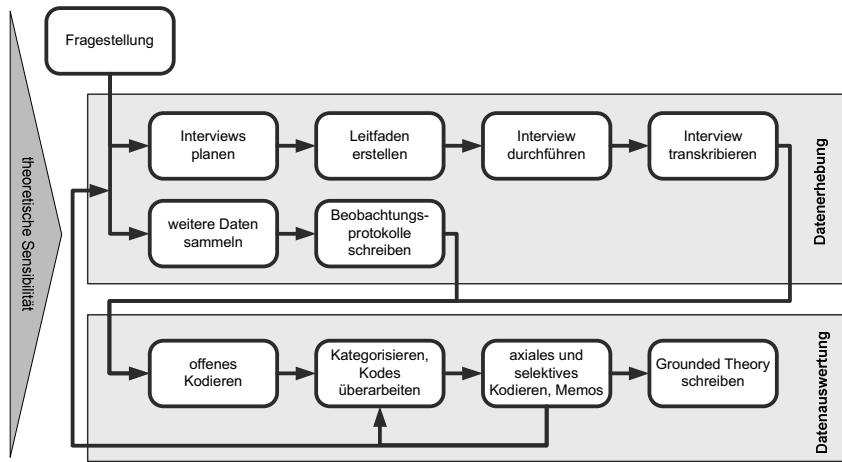 Fragestellung
theoretische Sensibilität
Interviews
planen
Leitfaden
erstellen
Interview
durchführen
Interview
transkribieren
weitere Daten
sammeln
Beobachtungs-
protokolle
schreiben
Datenerhebung
offenes
Kodieren
Kategorisieren,
Kodes
überarbeiten
axiales und
selektives
Kodieren, Memos
Grounded Theory
schreiben
Datenauswertung